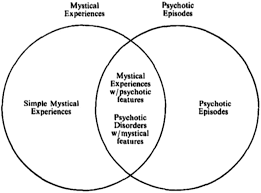 Mystical
Experiences
Psychotic
Episodes
Simple Mystical
Experiences
Mystical
Experiences
w/psychotic
features
Psychotic
Disorders
w/mystical
features
Psychotic
Episodes